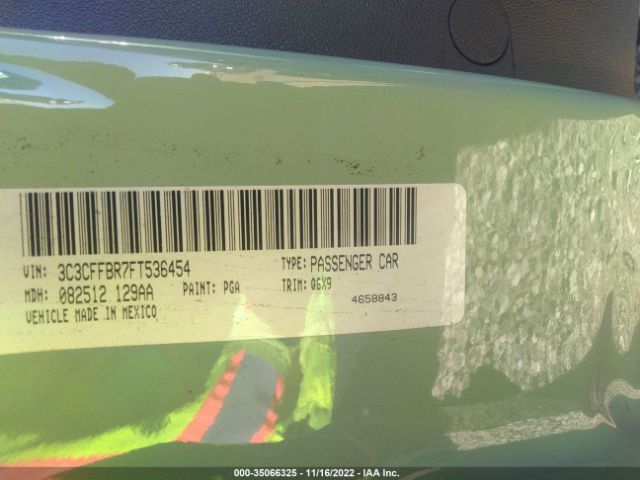 VIN: 3C3CFFBR7FT536454 TYPE: PASSENGER CAR
MDH: 082512 129AA PAINT: PGA TRIM: Q6X9
VEHICLE MADE IN MEXICO 4658843
000-35066325 - 11/16/2022 - IAA Inc.